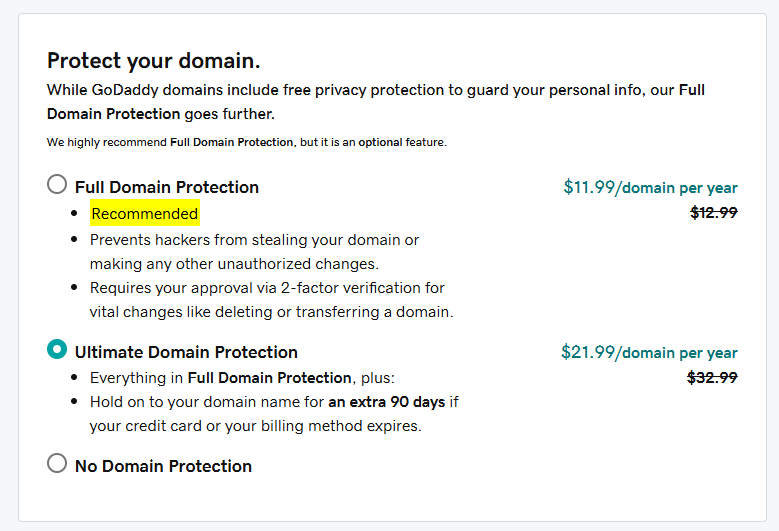 Protect your domain.
While GoDaddy domains include free privacy protection to guard your personal info, our Full
Domain Protection goes further.
We highly recommend Full Domain Protection, but it is an optional feature.
Full Domain Protection
$11.99/domain per year
$12.99
• Recommended
• Prevents hackers from stealing your domain or
making any other unauthorized changes.
• Requires your approval via 2-factor verification for
vital changes like deleting or transferring a domain.
Ultimate Domain Protection
$21.99/domain per year
$32.99
• Everything in Full Domain Protection, plus:
• Hold on to your domain name for an extra 90 days if
your credit card or your billing method expires.
No Domain Protection